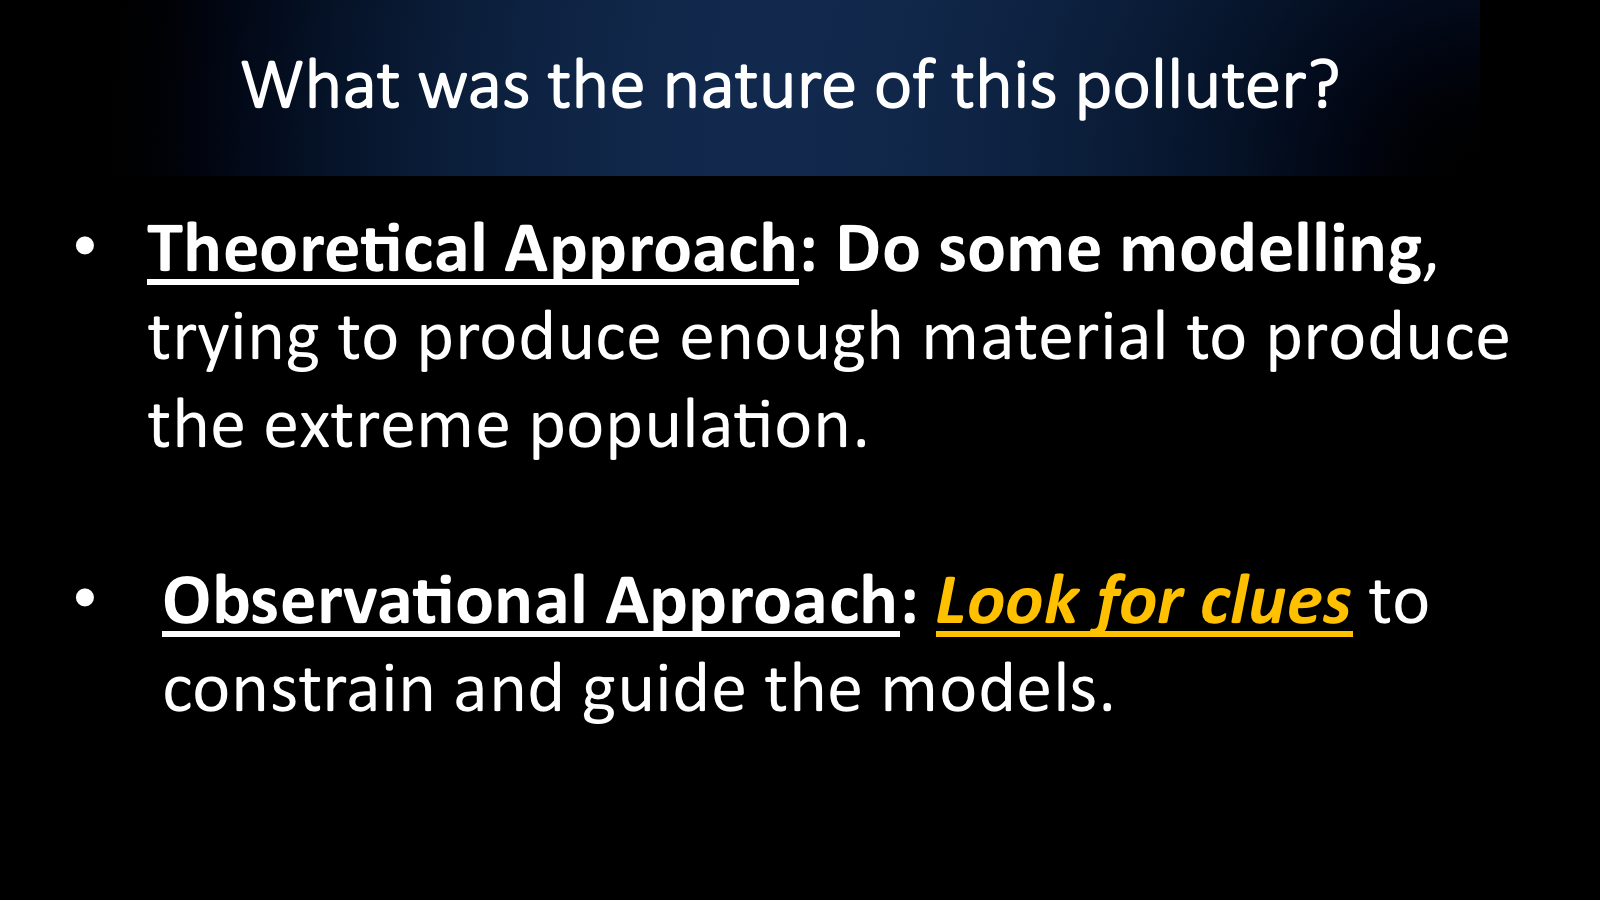 What was the nature of this polluter?
• Theoretical Approach: Do some modelling,
trying to produce enough material to produce
the extreme population.
• Observational Approach: Look for clues to
constrain and guide the models.